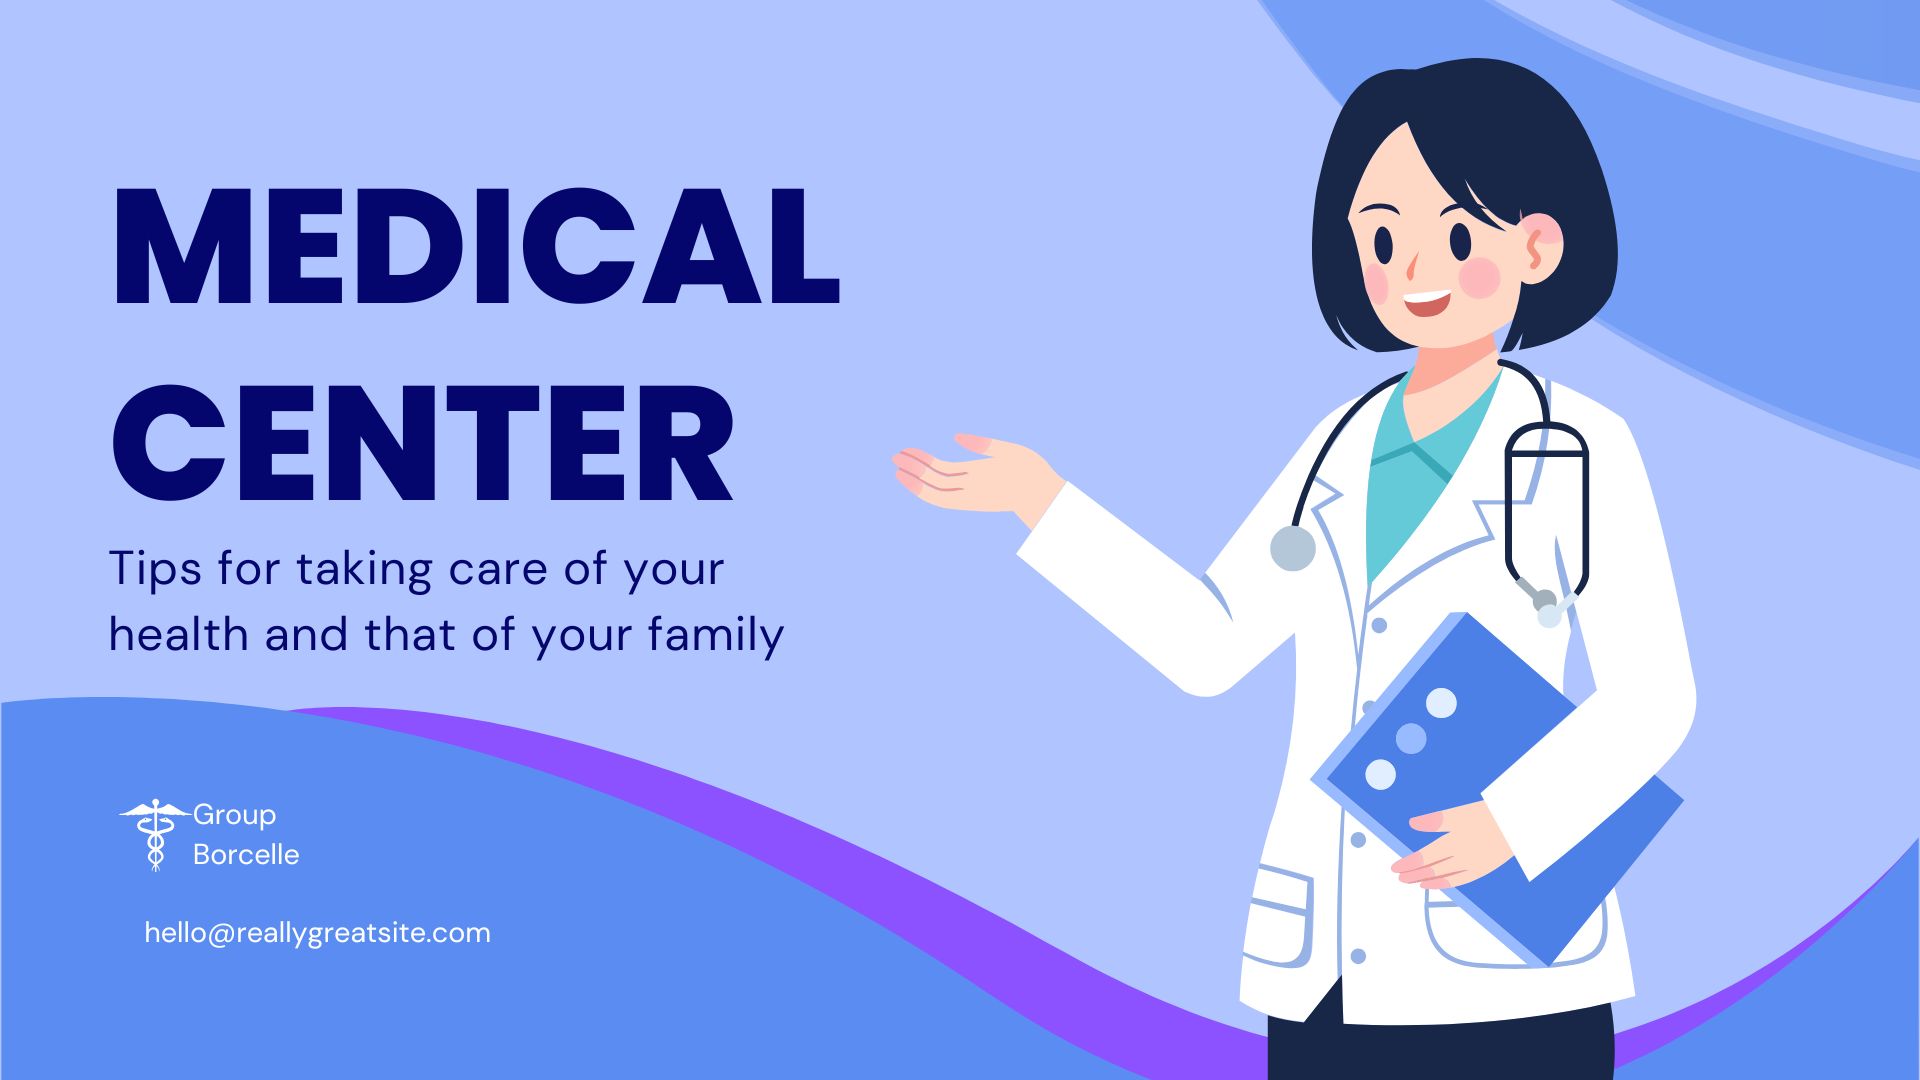 MEDICAL
CENTER
Tips for taking care of your
health and that of your family
Group
Borcelle
hello@reallygreatsite.com